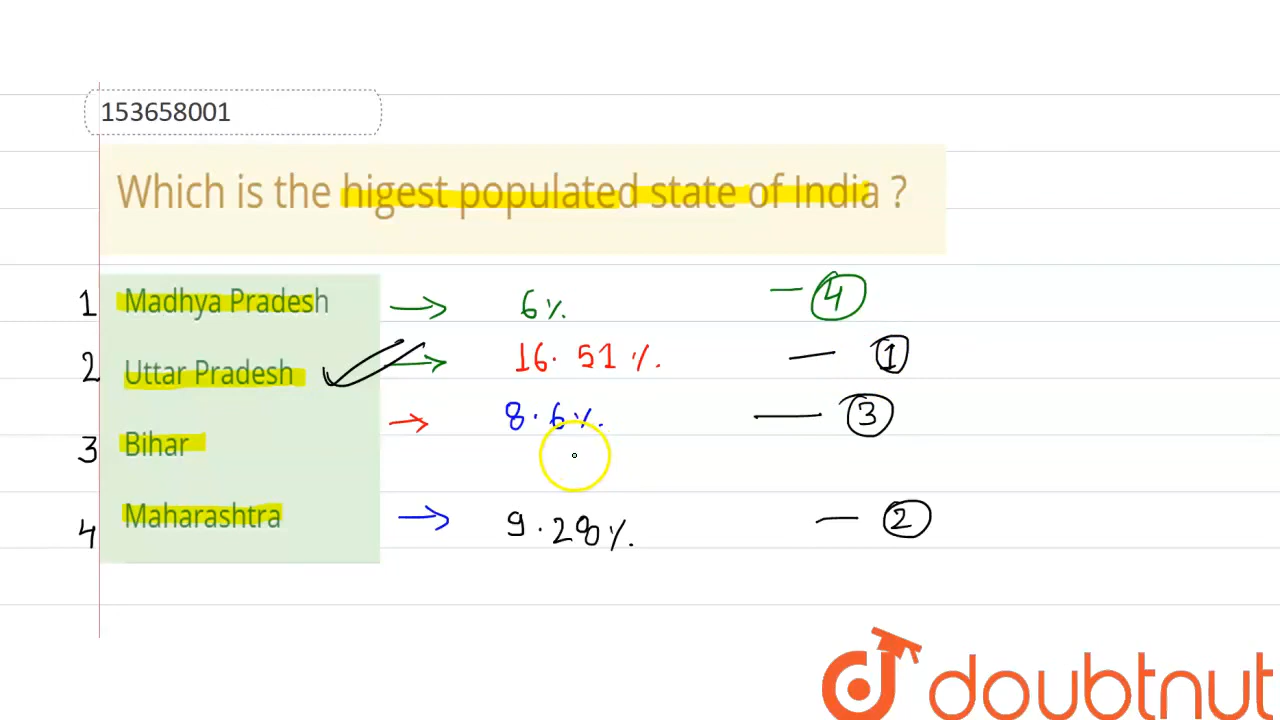 153658001
Which is the higest populated state of India ?
1 Madhya Pradesh → 6% - 4
2 Uttar Pradesh → 16.51% - 1
3 Bihar → 8.6% - 3
4 Maharashtra → 9.28% - 2
doubtnut